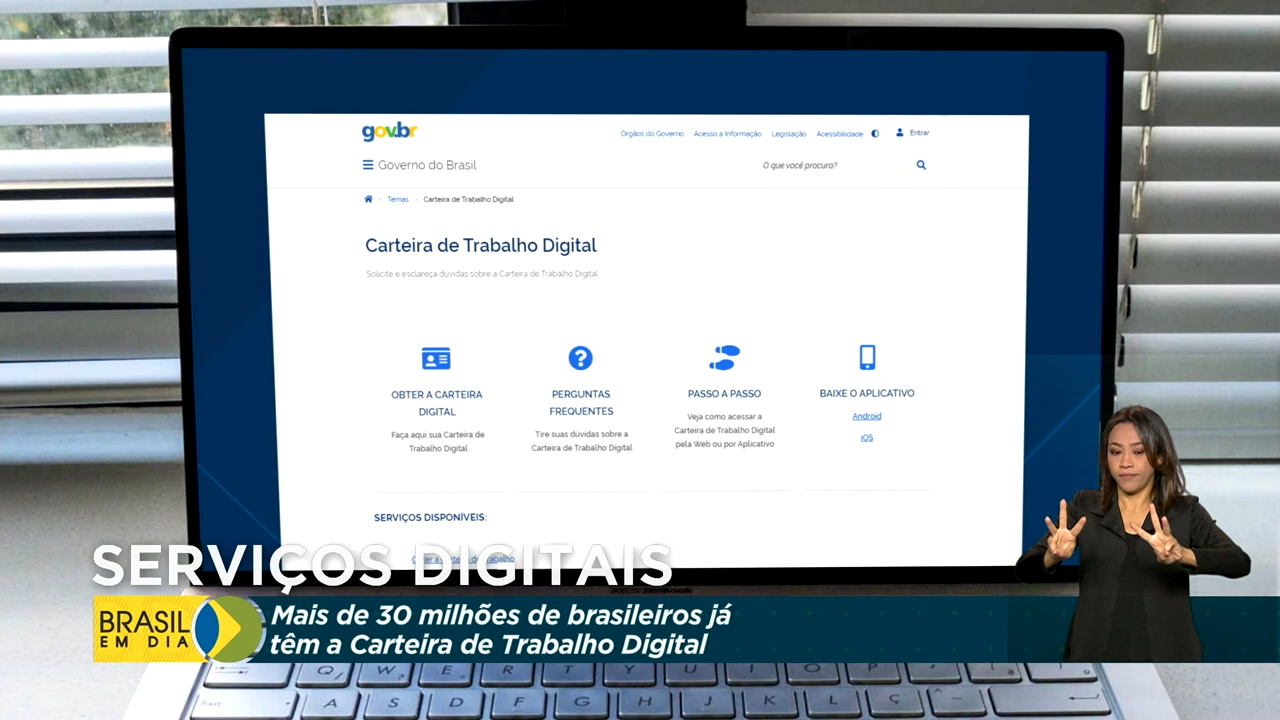 gov.br
Órgãos do Governo Acesso à Informação Legislação Acessibilidade Entrar
Governo do Brasil
O que você procura?
Temas Carteira de Trabalho Digital
Carteira de Trabalho Digital
Solicite e esclareça dúvidas sobre a Carteira de Trabalho Digital
OBTER A CARTEIRA
DIGITAL
Faça aqui sua Carteira de
Trabalho Digital
PERGUNTAS
FREQUENTES
Tire suas dúvidas sobre a
Carteira de Trabalho Digital
PASSO A PASSO
Veja como acessar a
Carteira de Trabalho Digital
pela Web ou por Aplicativo
BAIXE O APLICATIVO
Android
iOS
SERVIÇOS DISPONÍVEIS:
SERVIÇOS DIGITAIS
BRASIL
EM DIA
Mais de 30 milhões de brasileiros já
têm a Carteira de Trabalho Digital
Q W E R T Y U I O P
A S D F G H J K L Ç